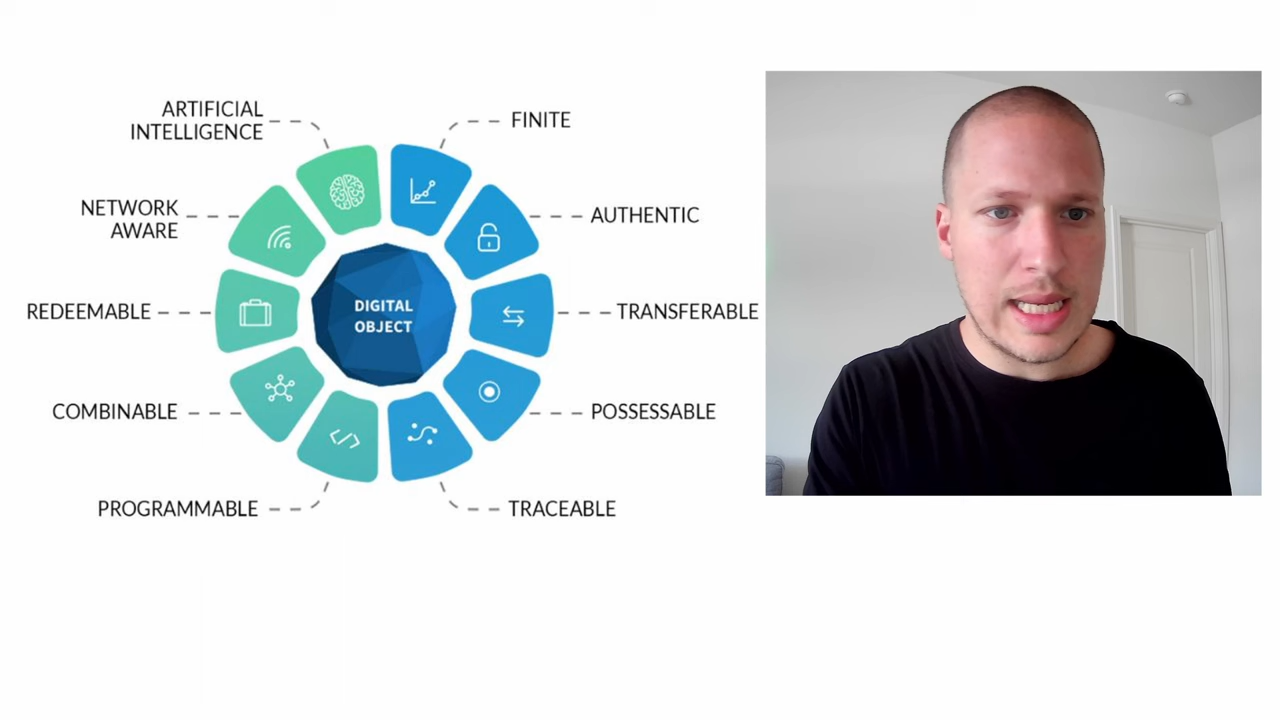 ARTIFICIAL
INTELLIGENCE
FINITE
NETWORK
AWARE
AUTHENTIC
REDEEMABLE
DIGITAL
OBJECT
TRANSFERABLE
COMBINABLE
POSSESSABLE
PROGRAMMABLE
TRACEABLE